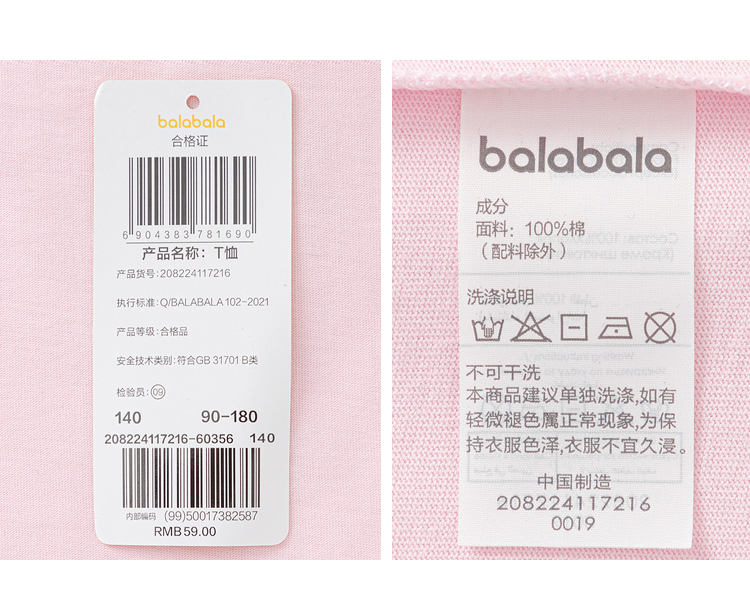 balabala
合格证
6 904383 781690
产品名称：T恤
产品货号：208224117216
执行标准：Q/BALABALA 102-2021
产品等级：合格品
安全技术类别：符合GB 31701 B类
检验员：09
140 90-180
208224117216-60356 140
内部编码 (99)50017382587
RMB 59.00
balabala
成分
面料：100%棉
（配料除外）
洗涤说明
不可干洗
本商品建议单独洗涤,如有
轻微褪色属正常现象,为保
持衣服色泽,衣服不宜久浸。
中国制造
208224117216
0019